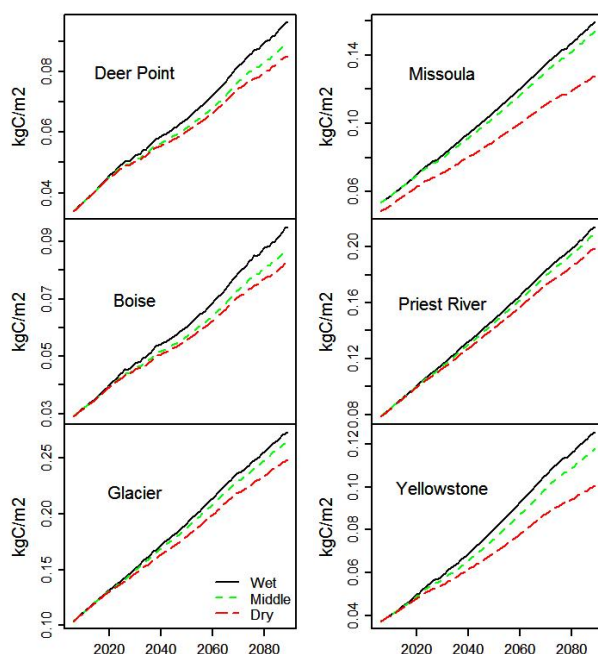 Deer Point
kgC/m2
0.04
0.06
0.08
Missoula
kgC/m2
0.06
0.10
0.14
Boise
kgC/m2
0.03
0.05
0.07
0.09
Priest River
kgC/m2
0.08
0.12
0.16
0.20
Glacier
kgC/m2
0.10
0.15
0.20
0.25
Wet
Middle
Dry
2020 2040 2060 2080
Yellowstone
kgC/m2
0.04
0.06
0.08
0.10
0.12
2020 2040 2060 2080